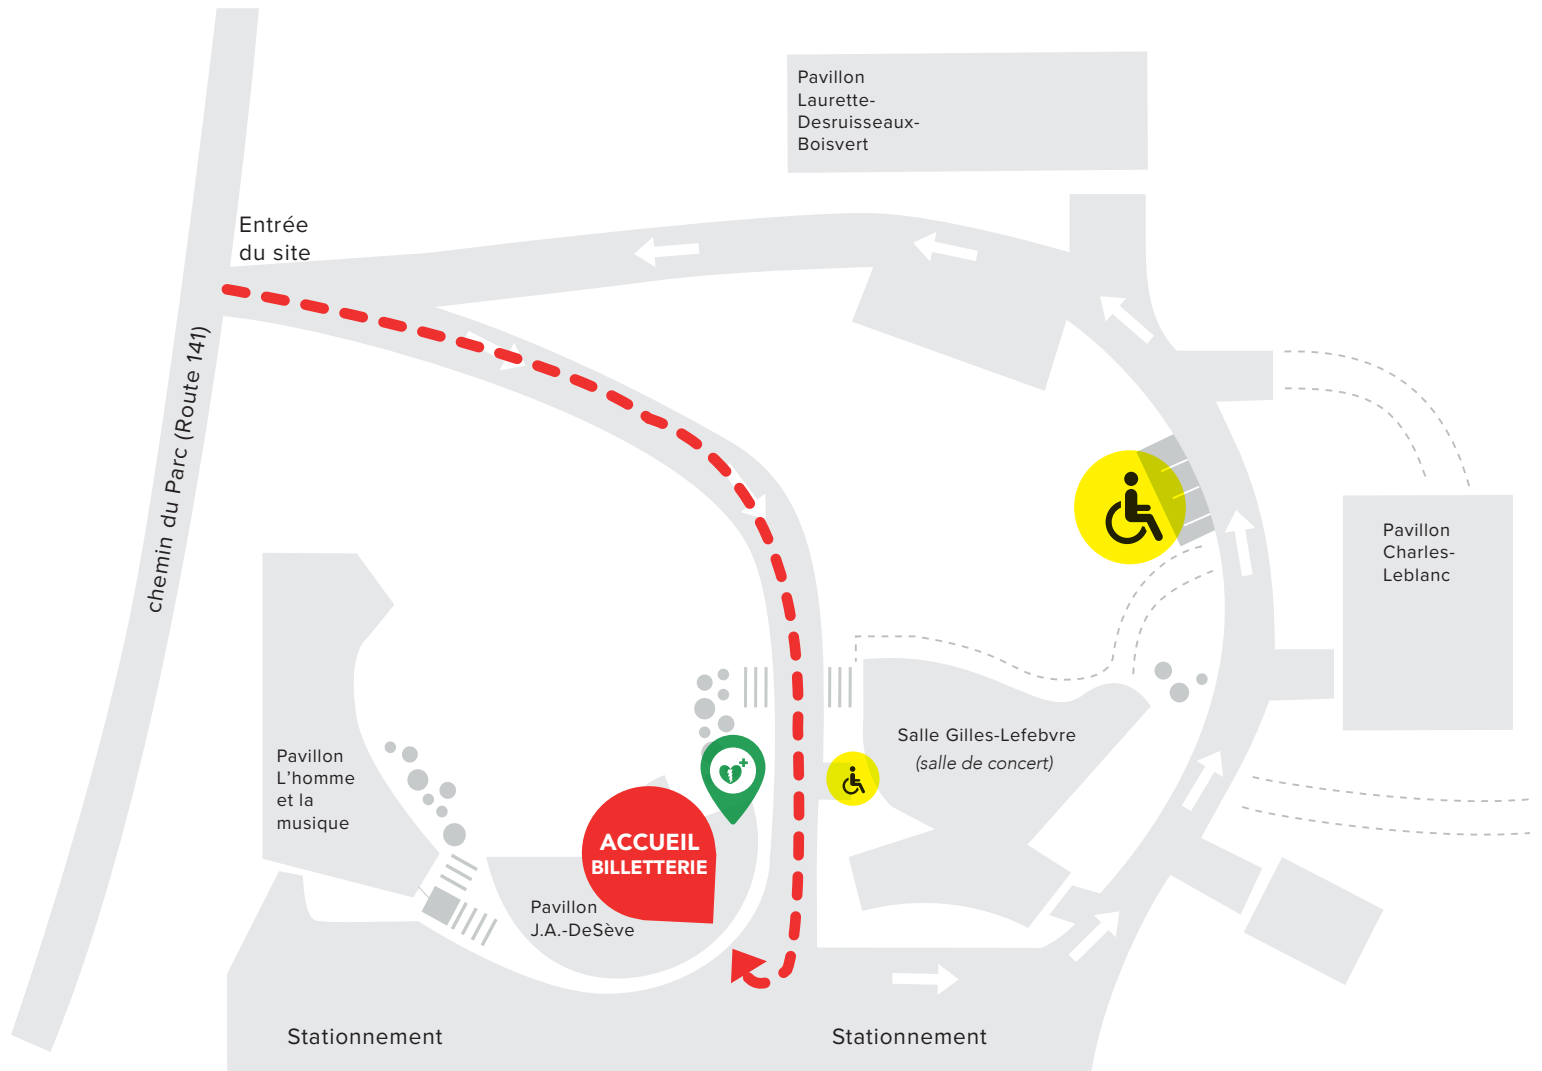 Pavillon
Laurette-
Desruisseaux-
Boisvert
Entrée
du site
chemin du Parc (Route 141)
Pavillon
Charles-
Leblanc
Salle Gilles-Lefebvre
(salle de concert)
Pavillon
L'homme
et la
musique
ACCUEIL
BILLETTERIE
Pavillon
J.A.-DeSève
Stationnement
Stationnement